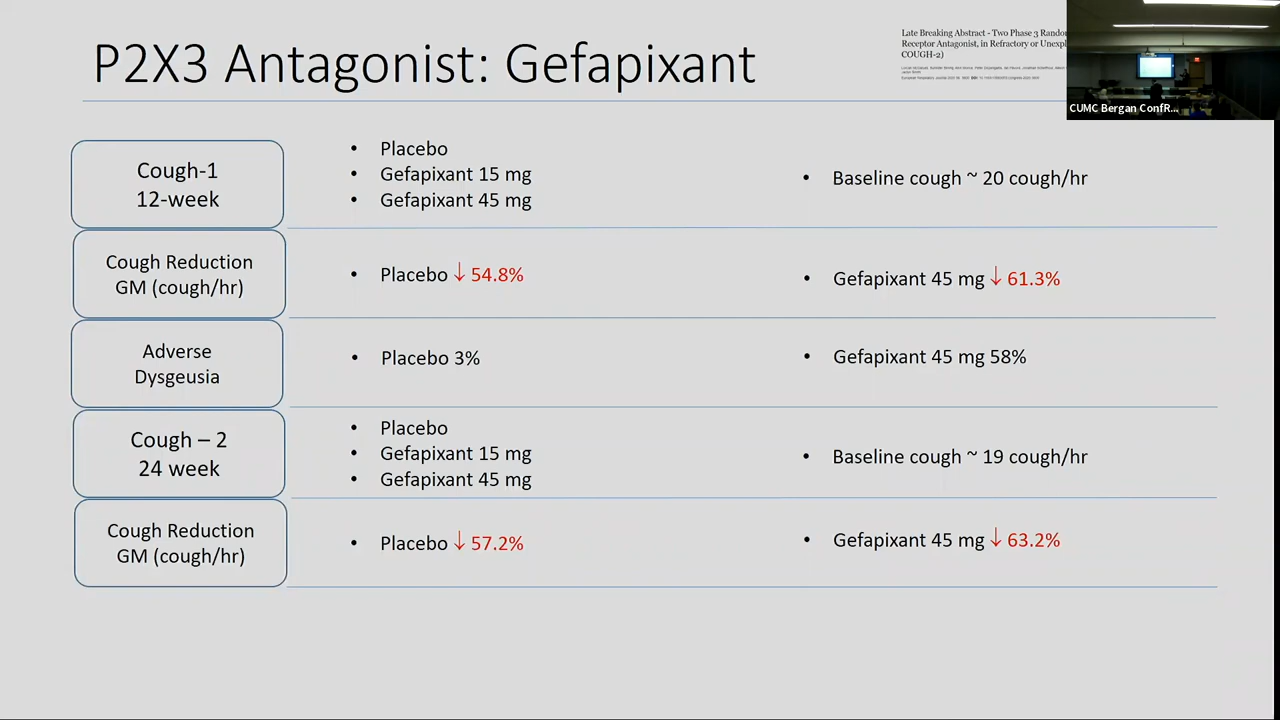 P2X3 Antagonist: Gefapixant
Late Breaking Abstract - Two Phase 3 Rando
Receptor Antagonist, in Refractory or Unexpl
COUGH-2)
CUMC Bergan ConfR...
Cough-1
12-week
• Placebo
• Gefapixant 15 mg
• Gefapixant 45 mg
• Baseline cough ~ 20 cough/hr
Cough Reduction
GM (cough/hr)
• Placebo ↓ 54.8%
• Gefapixant 45 mg ↓ 61.3%
Adverse
Dysgeusia
• Placebo 3%
• Gefapixant 45 mg 58%
Cough – 2
24 week
• Placebo
• Gefapixant 15 mg
• Gefapixant 45 mg
• Baseline cough ~ 19 cough/hr
Cough Reduction
GM (cough/hr)
• Placebo ↓ 57.2%
• Gefapixant 45 mg ↓ 63.2%